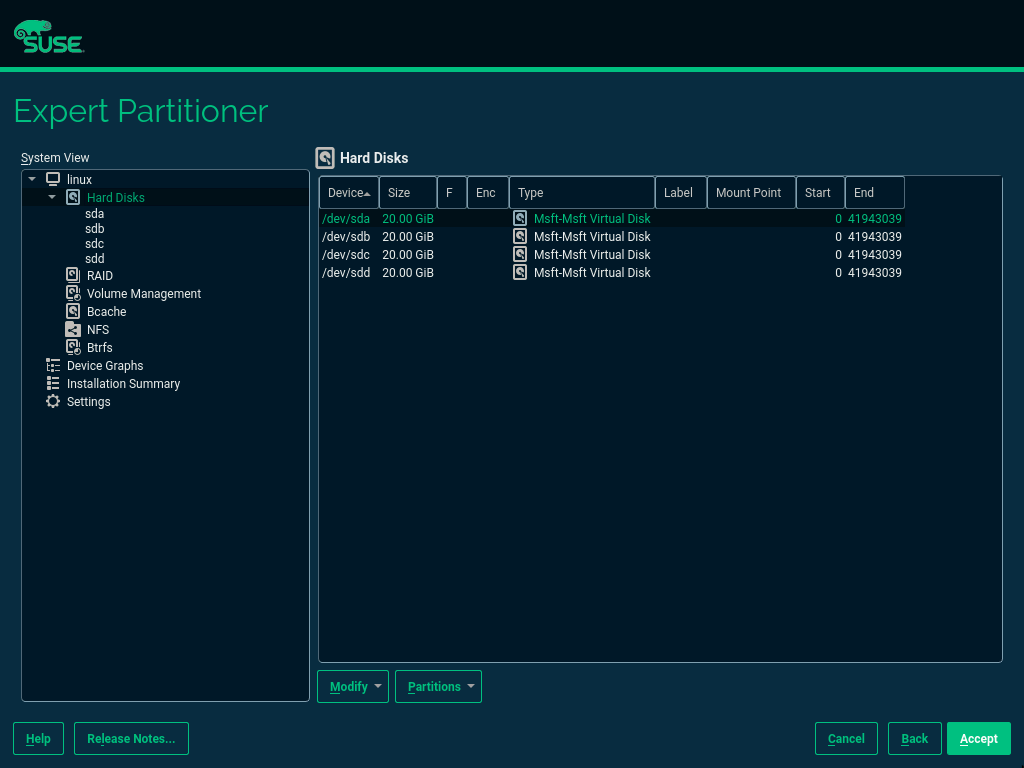 SUSE
Expert Partitioner
System View
linux
Hard Disks
sda
sdb
sdc
sdd
RAID
Volume Management
Bcache
NFS
Btrfs
Device Graphs
Installation Summary
Settings
Hard Disks
Device Size F Enc Type Label Mount Point Start End
/dev/sda 20.00 GiB Msft-Msft Virtual Disk 0 41943039
/dev/sdb 20.00 GiB Msft-Msft Virtual Disk 0 41943039
/dev/sdc 20.00 GiB Msft-Msft Virtual Disk 0 41943039
/dev/sdd 20.00 GiB Msft-Msft Virtual Disk 0 41943039
Modify Partitions
Help Release Notes... Cancel Back Accept